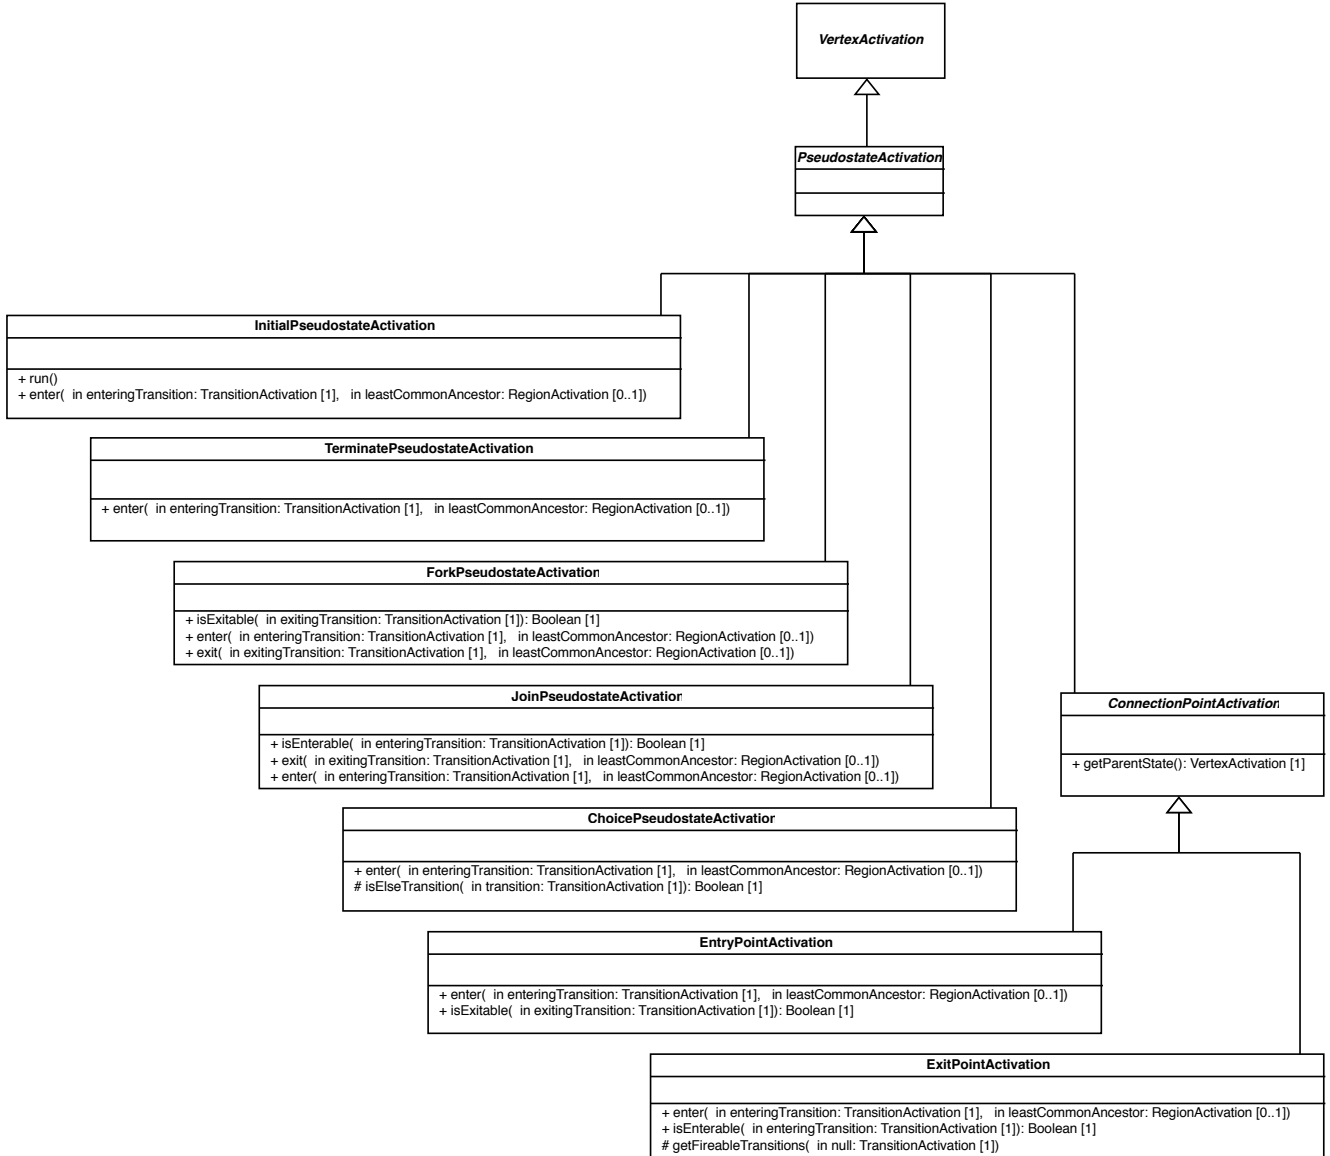 VertexActivation
PseudostateActivation
InitialPseudostateActivation
+ run()
+ enter( in enteringTransition: TransitionActivation [1], in leastCommonAncestor: RegionActivation [0..1])
TerminatePseudostateActivation
+ enter( in enteringTransition: TransitionActivation [1], in leastCommonAncestor: RegionActivation [0..1])
ForkPseudostateActivation
+ isExitable( in exitingTransition: TransitionActivation [1]): Boolean [1]
+ enter( in enteringTransition: TransitionActivation [1], in leastCommonAncestor: RegionActivation [0..1])
+ exit( in exitingTransition: TransitionActivation [1], in leastCommonAncestor: RegionActivation [0..1])
JoinPseudostateActivation
+ isEnterable( in enteringTransition: TransitionActivation [1]): Boolean [1]
+ exit( in exitingTransition: TransitionActivation [1], in leastCommonAncestor: RegionActivation [0..1])
+ enter( in enteringTransition: TransitionActivation [1], in leastCommonAncestor: RegionActivation [0..1])
ConnectionPointActivation
+ getParentState(): VertexActivation [1]
ChoicePseudostateActivation
+ enter( in enteringTransition: TransitionActivation [1], in leastCommonAncestor: RegionActivation [0..1])
# isElseTransition( in transition: TransitionActivation [1]): Boolean [1]
EntryPointActivation
+ enter( in enteringTransition: TransitionActivation [1], in leastCommonAncestor: RegionActivation [0..1])
+ isExitable( in exitingTransition: TransitionActivation [1]): Boolean [1]
ExitPointActivation
+ enter( in enteringTransition: TransitionActivation [1], in leastCommonAncestor: RegionActivation [0..1])
+ isEnterable( in enteringTransition: TransitionActivation [1]): Boolean [1]
# getFireableTransitions( in null: TransitionActivation [1])